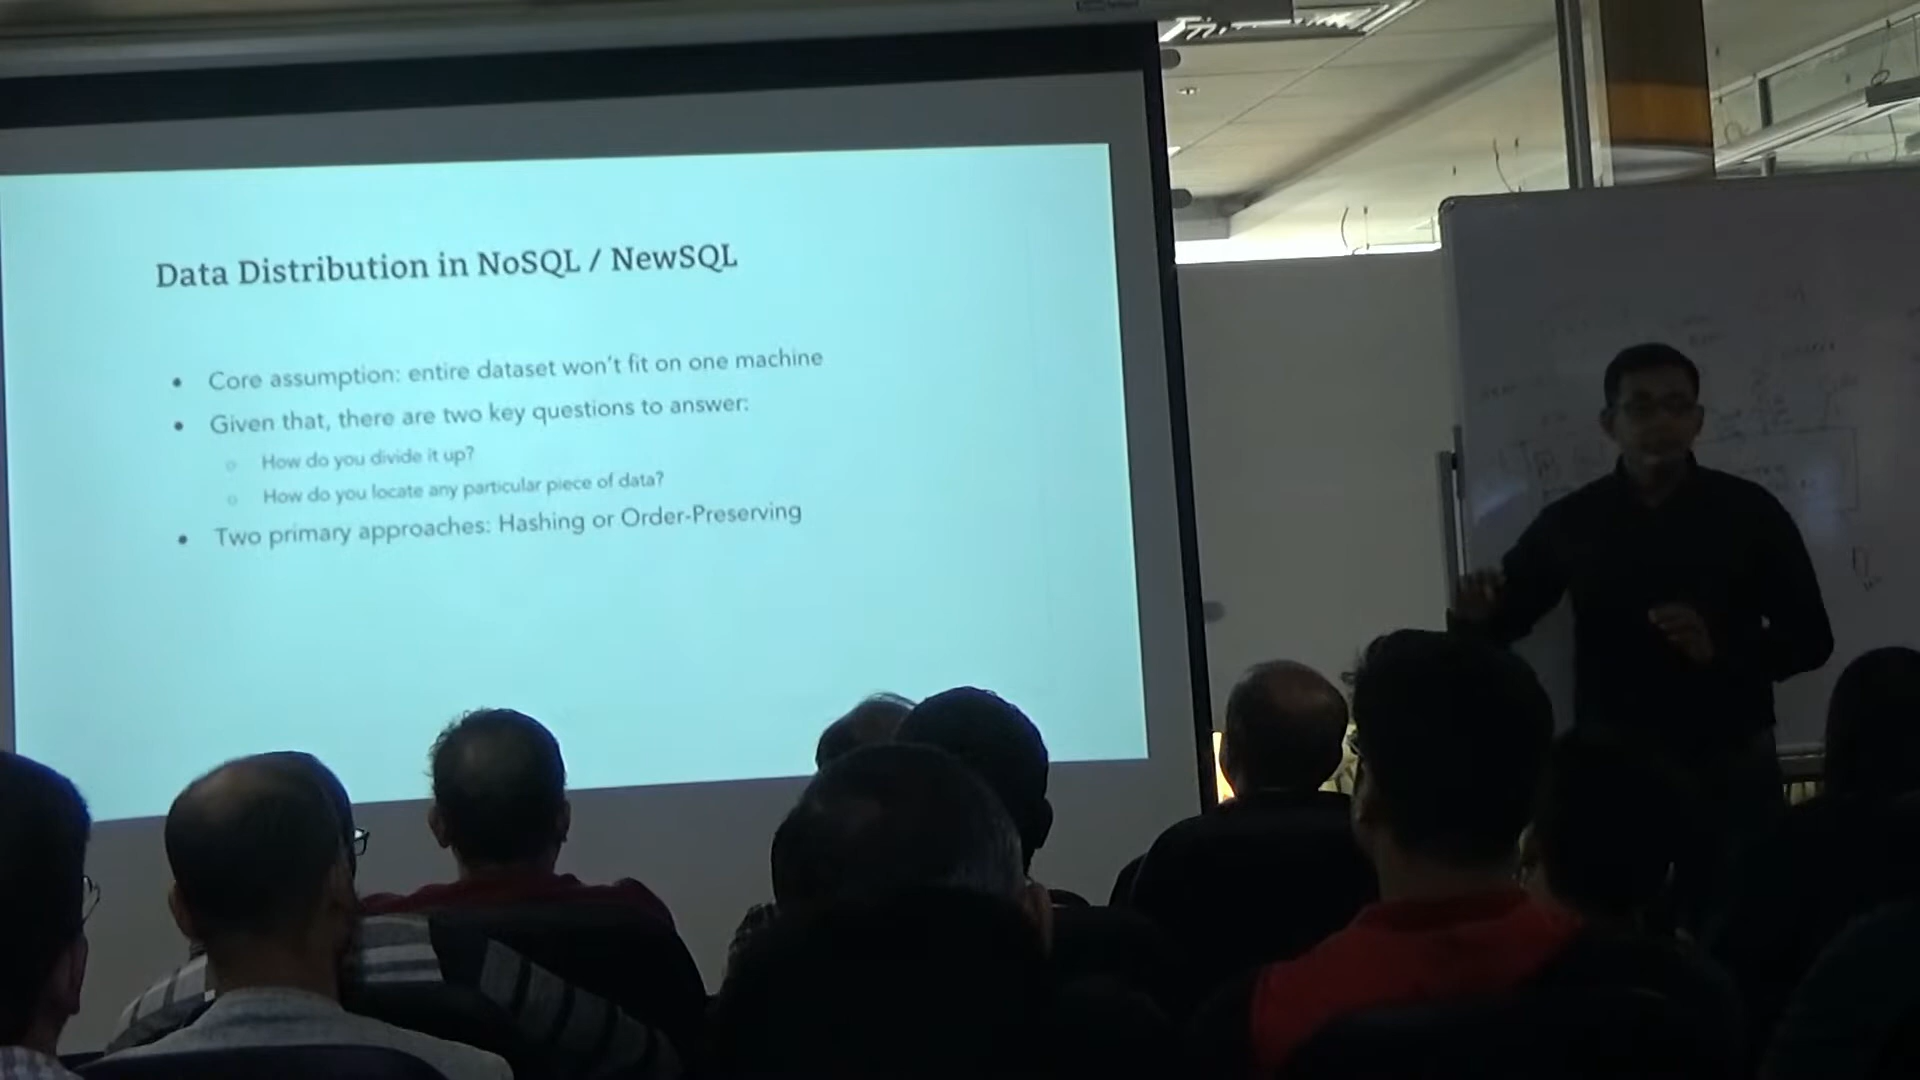 Data Distribution in NoSQL / NewSQL
• Core assumption: entire dataset won't fit on one machine
• Given that, there are two key questions to answer:
○ How do you divide it up?
○ How do you locate any particular piece of data?
• Two primary approaches: Hashing or Order-Preserving